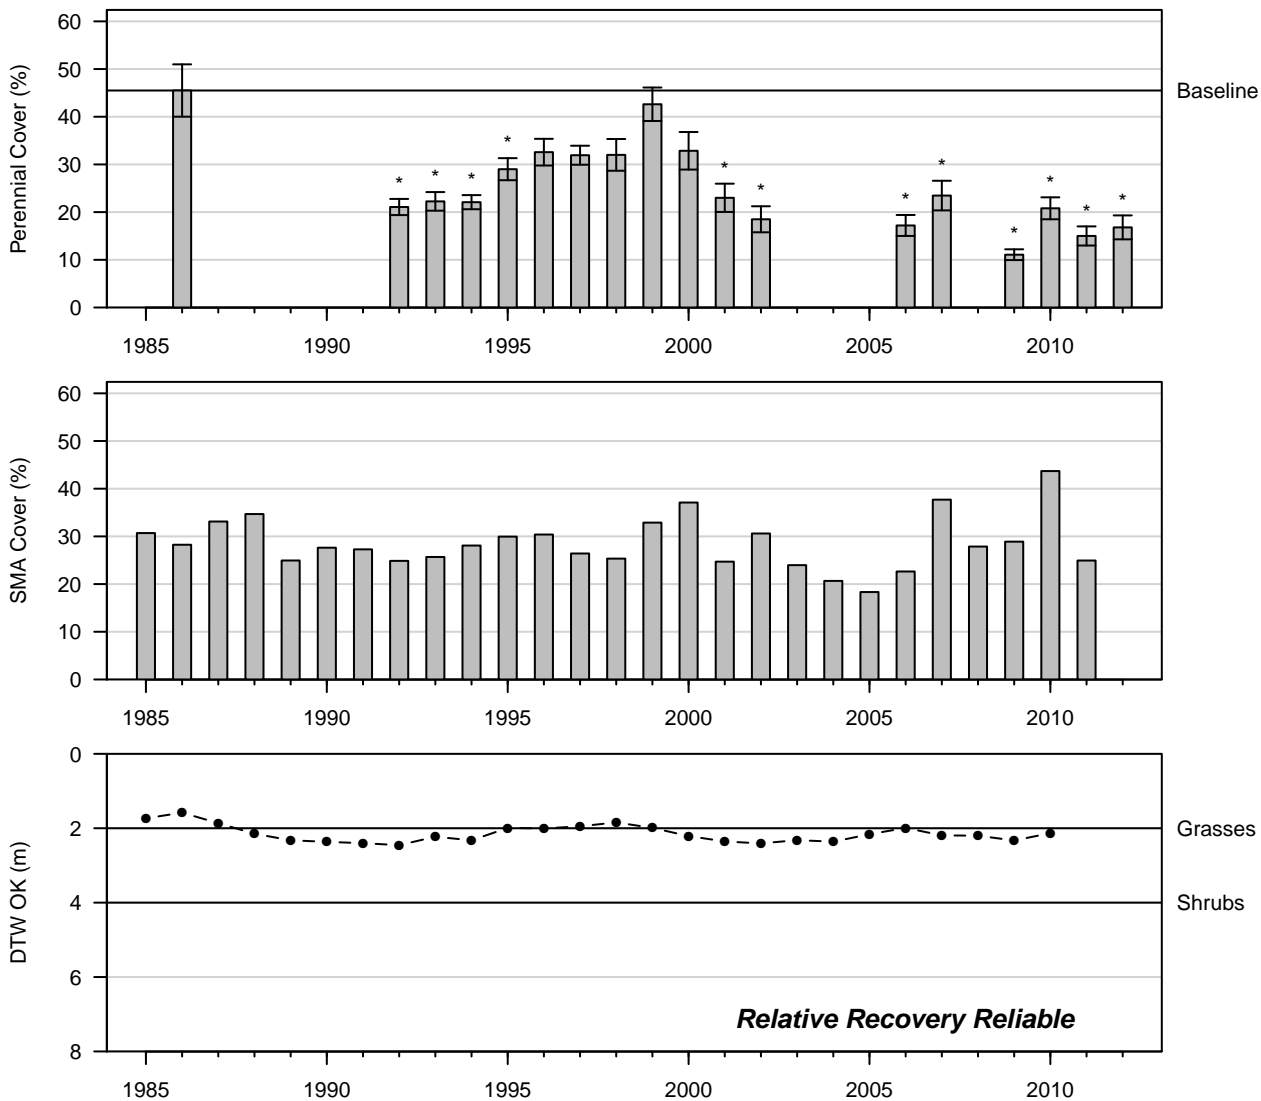 Perennial Cover (%)
60
50
40
30
20
10
0
Baseline
* * * * * * * * * * * *
1985 1990 1995 2000 2005 2010
SMA Cover (%)
60
50
40
30
20
10
0
1985 1990 1995 2000 2005 2010
DTW OK (m)
0
2
4
6
8
Grasses
Shrubs
Relative Recovery Reliable
1985 1990 1995 2000 2005 2010